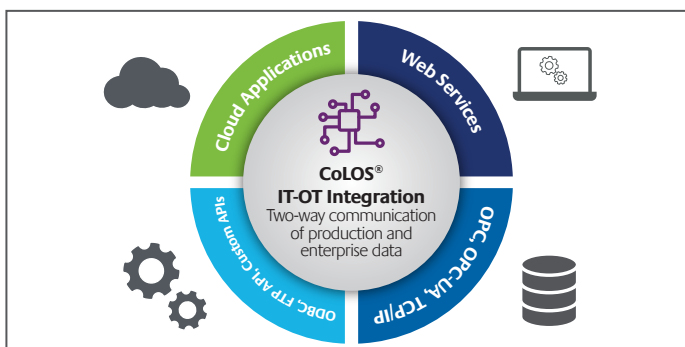 Cloud Applications
Web Services
CoLOS®
IT-OT Integration
Two-way communication
of production and
enterprise data
ODBC, FTP API, Custom APIs
OPC, OPC-UA, TCP/IP